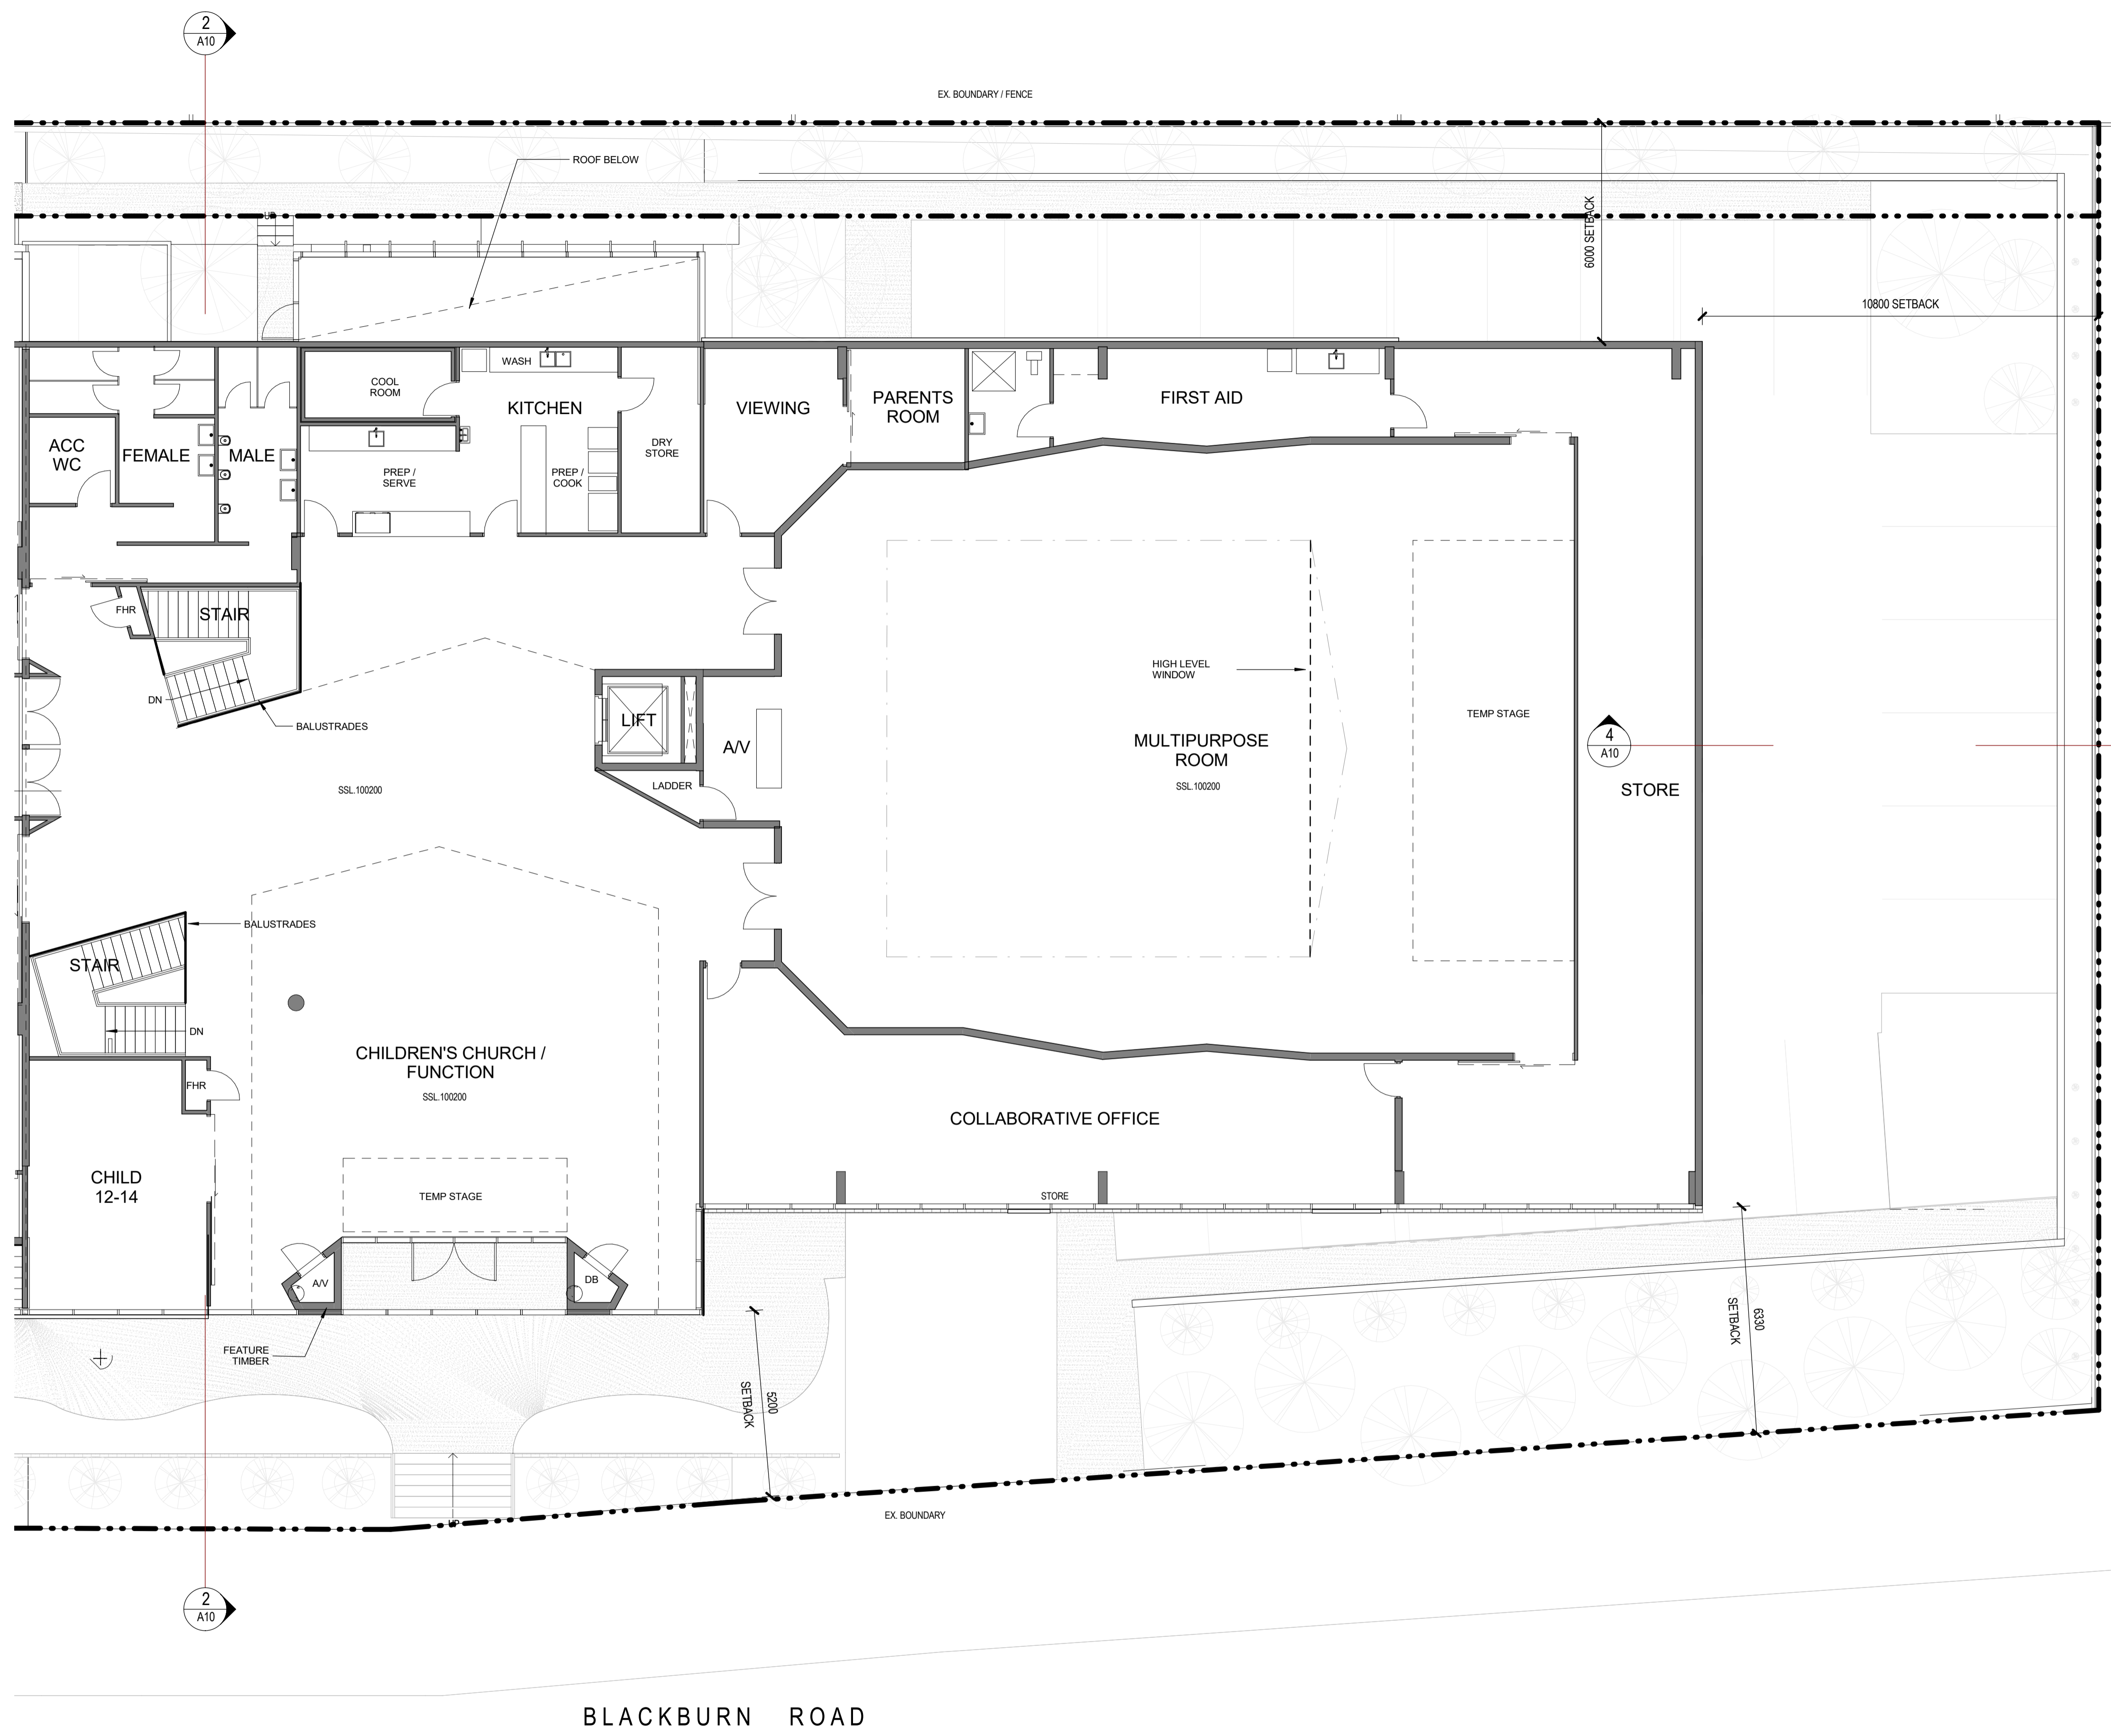 2
A10
EX. BOUNDARY / FENCE
ROOF BELOW
UP
6000 SETBACK
10800 SETBACK
WASH
COOL
ROOM
KITCHEN
VIEWING
PARENTS
ROOM
FIRST AID
ACC
WC
FEMALE
MALE
DRY
STORE
PREP /
SERVE
PREP /
COOK
FHR
STAIR
DN
BALUSTRADES
HIGH LEVEL
WINDOW
LIFT
A/V
LADDER
TEMP STAGE
MULTIPURPOSE
ROOM
SSL.100200
4
A10
STORE
SSL.100200
BALUSTRADES
STAIR
DN
CHILDREN'S CHURCH /
FUNCTION
SSL.100200
FHR
COLLABORATIVE OFFICE
CHILD
12-14
TEMP STAGE
STORE
A/V
DB
FEATURE
TIMBER
5200
SETBACK
6330
SETBACK
UP
EX. BOUNDARY
2
A10
BLACKBURN ROAD